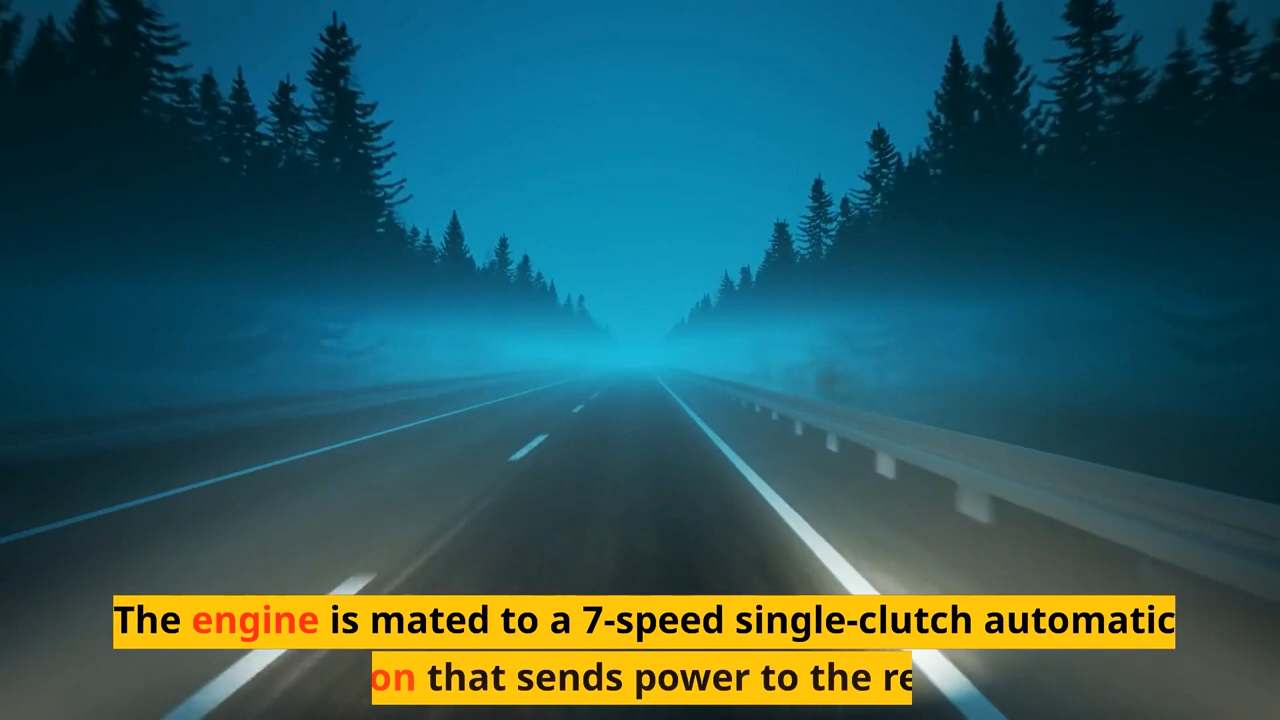 The engine is mated to a 7-speed single-clutch automatic
on that sends power to the re